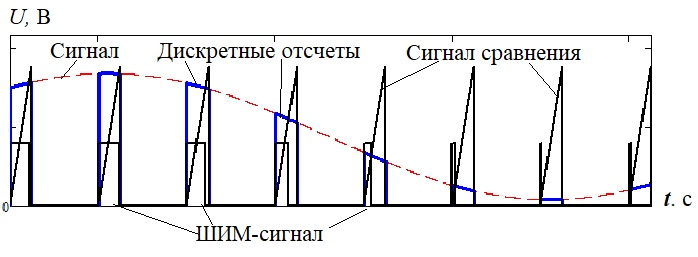 U, В
Сигнал
Дискретные отсчеты
Сигнал сравнения
0
t. с
ШИМ-сигнал